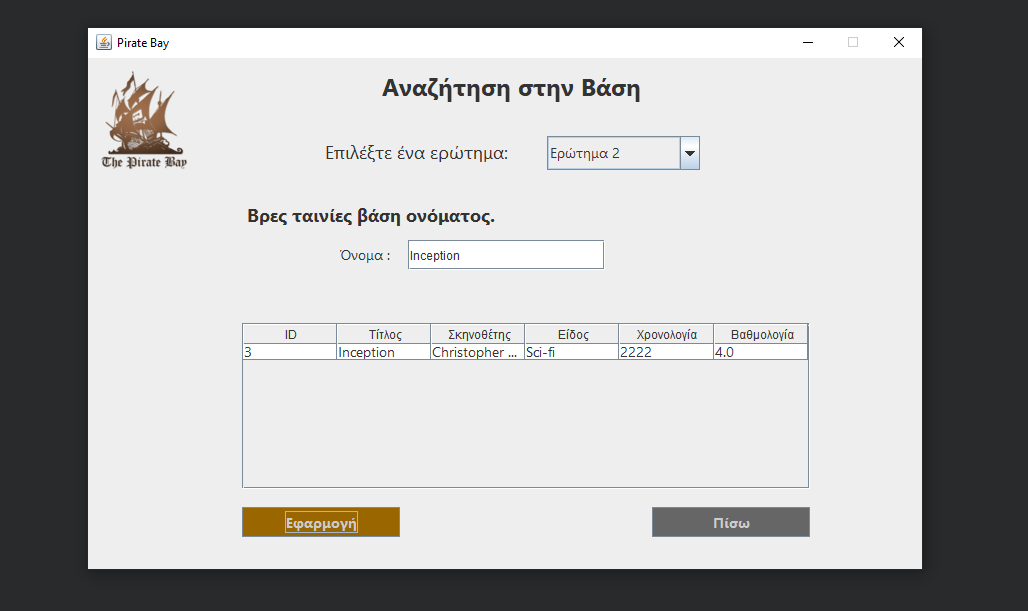 Pirate Bay
The Pirate Bay
Αναζήτηση στην Βάση
Επιλέξτε ένα ερώτημα: Ερώτημα 2
Βρες ταινίες βάση ονόματος.
Όνομα : Inception
ID Τίτλος Σκηνοθέτης Είδος Χρονολογία Βαθμολογία
3 Inception Christopher ... Sci-fi 2222 4.0
Εφαρμογή Πίσω